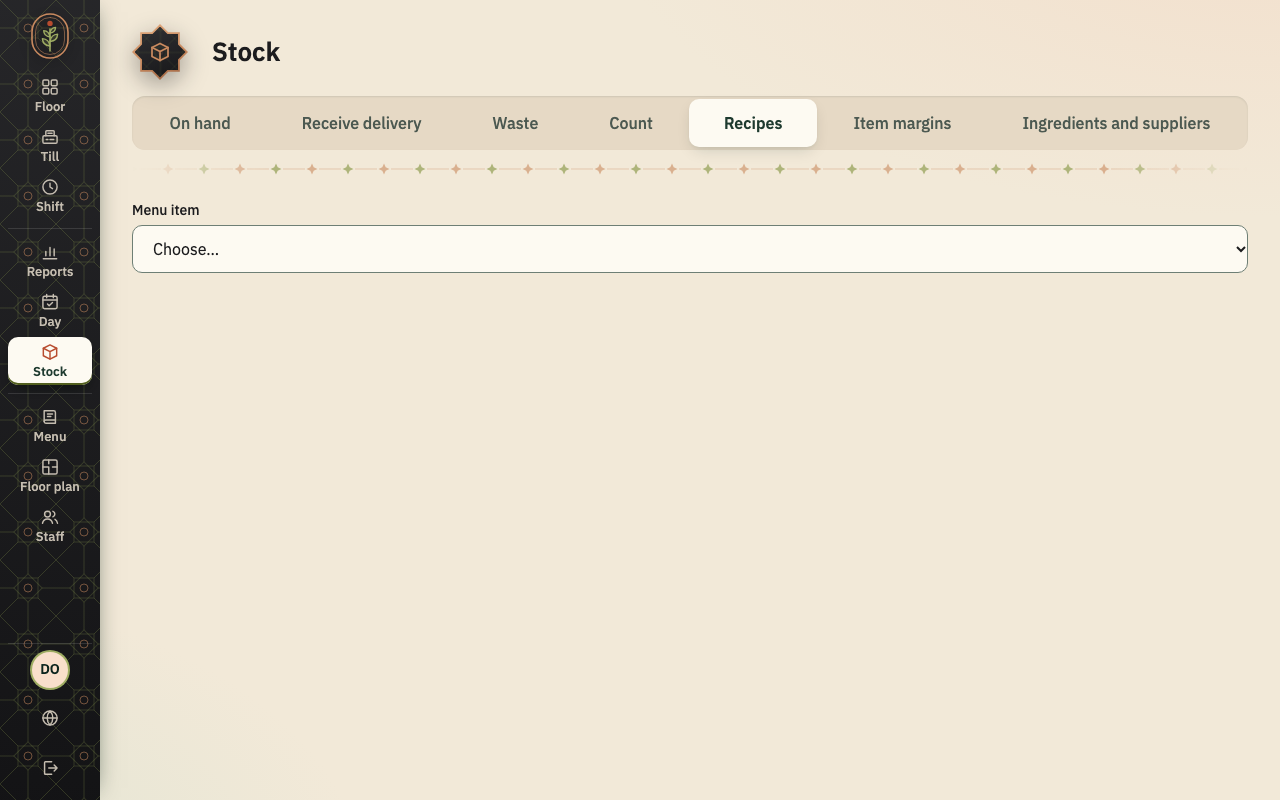 Stock
Floor
Till
Shift
Reports
Day
Stock
Menu
Floor plan
Staff
DO
On hand
Receive delivery
Waste
Count
Recipes
Item margins
Ingredients and suppliers
Menu item
Choose...